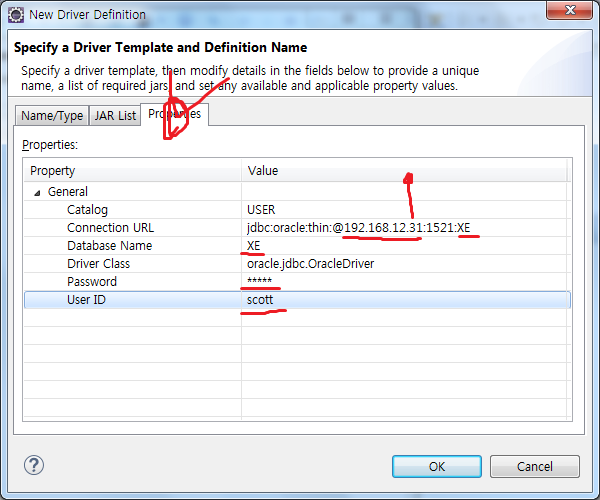 New Driver Definition
Specify a Driver Template and Definition Name
Specify a driver template, then modify details in the fields below to provide a unique
name, a list of required jars, and set any available and applicable property values.
Name/Type JAR List Properties
Properties:
Property Value
General
Catalog USER
Connection URL jdbc:oracle:thin:@192.168.12.31:1521:XE
Database Name XE
Driver Class oracle.jdbc.OracleDriver
Password *****
User ID scott
? OK Cancel